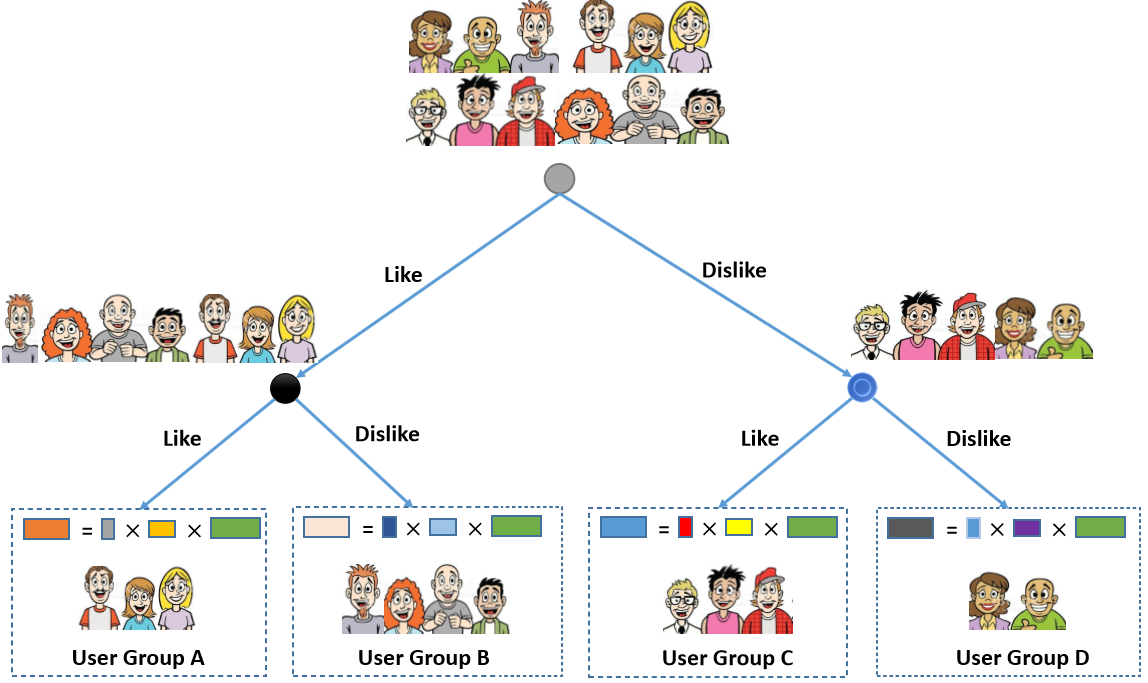 Like
Dislike
Like
Dislike
Like
Dislike
= × ×
= × ×
= × ×
= × ×
User Group A
User Group B
User Group C
User Group D